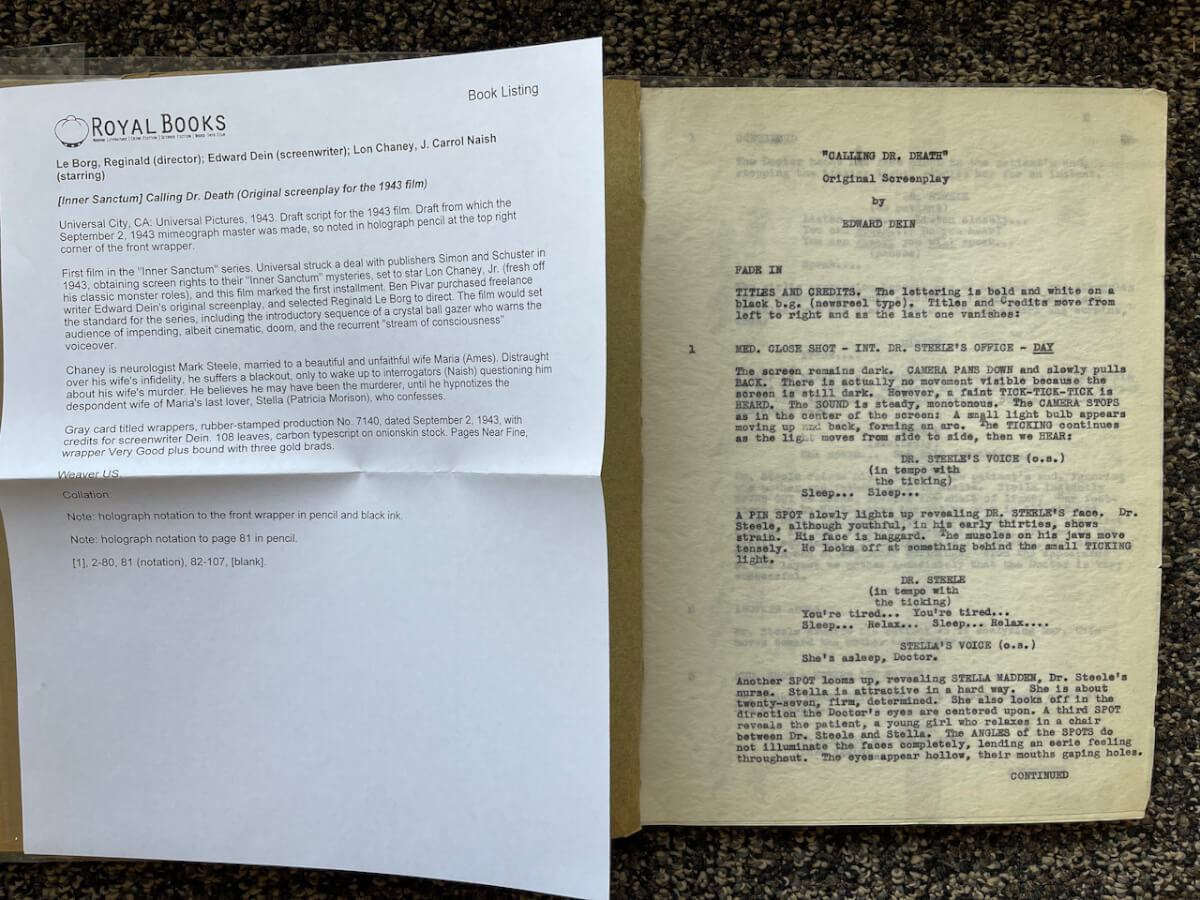 Book Listing
ROYAL BOOKS
Le Borg, Reginald (director); Edward Dein (screenwriter); Lon Chaney, J. Carrol Naish
(starring)
[Inner Sanctum] Calling Dr. Death (Original screenplay for the 1943 film)
Universal City, CA: Universal Pictures, 1943. Draft script for the 1943 film. Draft from which the
September 2, 1943 mimeograph master was made, so noted in holograph pencil at the top right
corner of the front wrapper.
First film in the "Inner Sanctum" series. Universal struck a deal with publishers Simon and Schuster in
1943, obtaining screen rights to their "Inner Sanctum" mysteries, set to star Lon Chaney, Jr. (fresh off
his classic monster roles), and this film marked the first installment. Ben Pivar purchased freelance
writer Edward Dein's original screenplay, and selected Reginald Le Borg to direct. The film would set
the standard for the series, including the introductory sequence of a crystal ball gazer who warns the
audience of impending, albeit cinematic, doom, and the recurrent "stream of consciousness"
voiceover.
Chaney is neurologist Mark Steele, married to a beautiful and unfaithful wife Maria (Ames). Distraught
over his wife's infidelity, he suffers a blackout, only to wake up to interrogators (Naish) questioning him
about his wife's murder. He believes he may have been the murderer, until he hypnotizes the
despondent wife of Maria's last lover, Stella (Patricia Morison), who confesses.
Gray card titled wrappers, rubber-stamped production No. 7140, dated September 2, 1943, with
credits for screenwriter Dein. 108 leaves, carbon typescript on onionskin stock. Pages Near Fine,
wrapper Very Good plus bound with three gold brads.
Weaver US.
Collation:
Note: holograph notation to the front wrapper in pencil and black ink.
Note: holograph notation to page 81 in pencil.
[1], 2-80, 81 (notation), 82-107, [blank].
"CALLING DR. DEATH"
Original Screenplay
by
EDWARD DEIN
FADE IN
TITLES AND CREDITS. The lettering is bold and white on a
black b.g. (newsreel type). Titles and Credits move from
left to right and as the last one vanishes:
1 MED. CLOSE SHOT - INT. DR. STEELE'S OFFICE - DAY
The screen remains dark. CAMERA PANS DOWN and slowly pulls
BACK. There is actually no movement visible because the
screen is still dark. However, a faint TICK-TICK-TICK is
HEARD. The SOUND is steady, monotonous. The CAMERA STOPS
as in the center of the screen: A small light bulb appears
moving up and back, forming an arc. The TICKING continues
as the light moves from side to side, then we HEAR:
DR. STEELE'S VOICE (o.s.)
(in tempo with
the ticking)
Sleep... Sleep...
A PIN SPOT slowly lights up revealing DR. STEELE'S face. Dr.
Steele, although youthful, in his early thirties, shows
strain. His face is haggard. The muscles on his jaws move
tensely. He looks off at something behind the small TICKING
light.
DR. STEELE
(in tempo with
the ticking)
You're tired... You're tired...
Sleep... Relax... Sleep... Relax....
STELLA'S VOICE (o.s.)
She's asleep, Doctor.
Another SPOT looms up, revealing STELLA MADDEN, Dr. Steele's
nurse. Stella is attractive in a hard way. She is about
twenty-seven, firm, determined. She also looks off in the
direction the Doctor's eyes are centered upon. A third SPOT
reveals the patient, a young girl who relaxes in a chair
between Dr. Steele and Stella. The ANGLES of the SPOTS do
not illuminate the faces completely, lending an eerie feeling
throughout. The eyes appear hollow, their mouths gaping holes.
CONTINUED